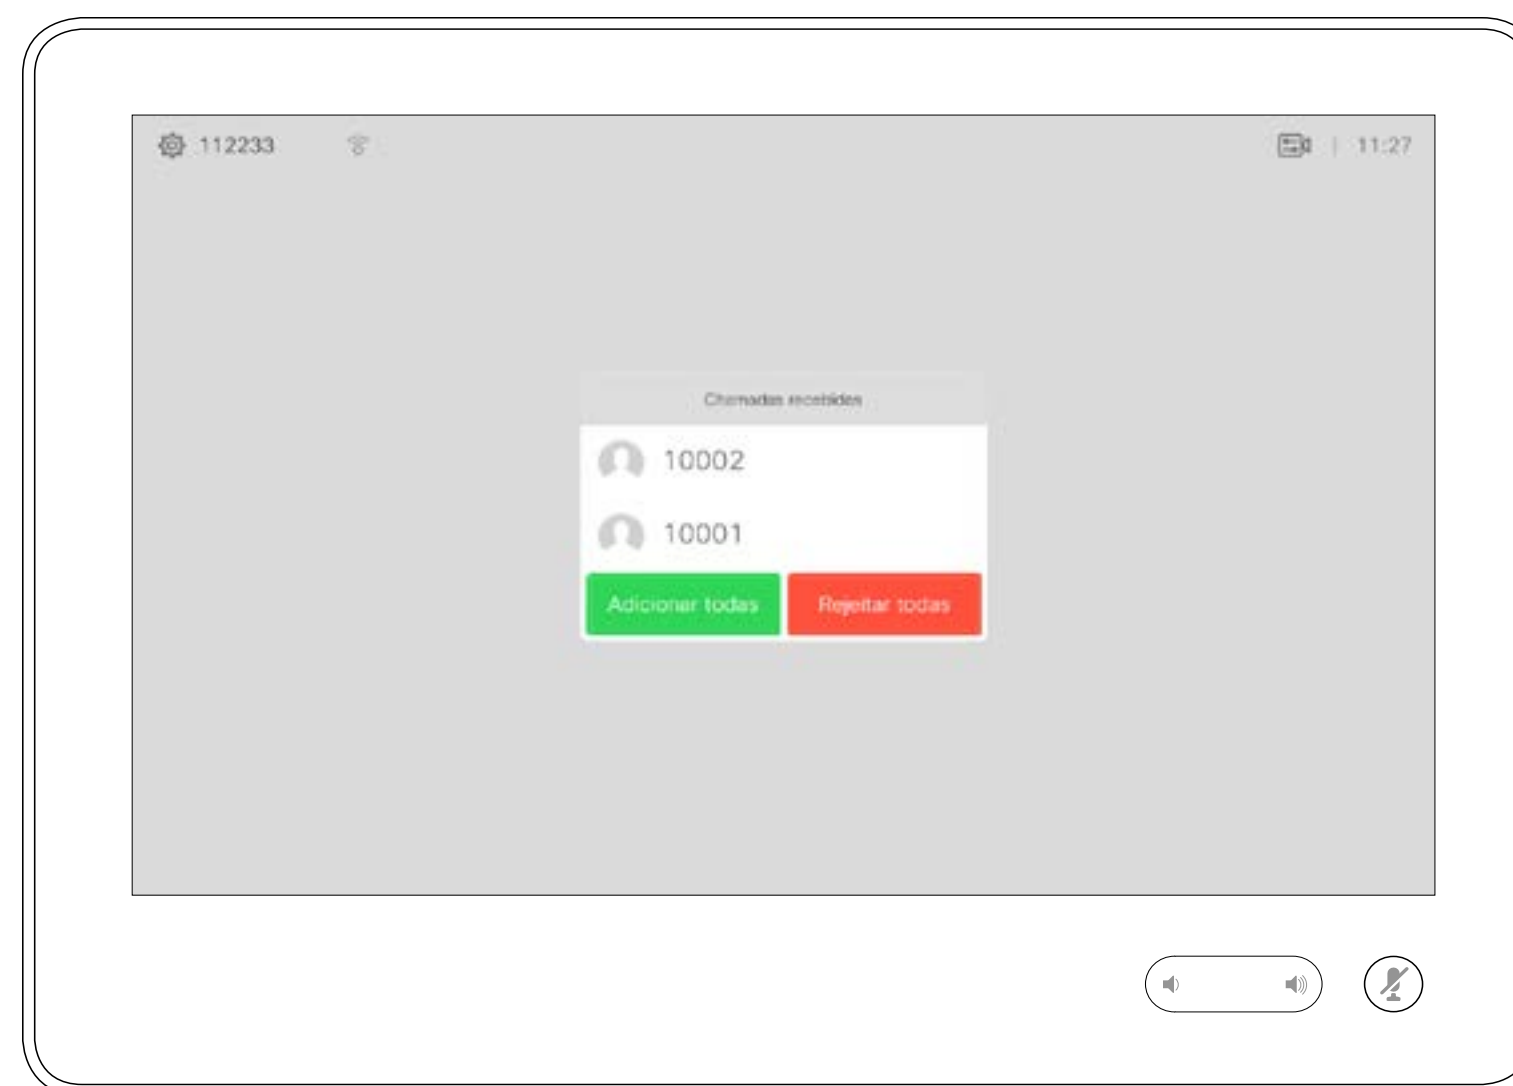 112233
11:27
Chamadas recebidas
10002
10001
Adicionar todas
Rejeitar todas